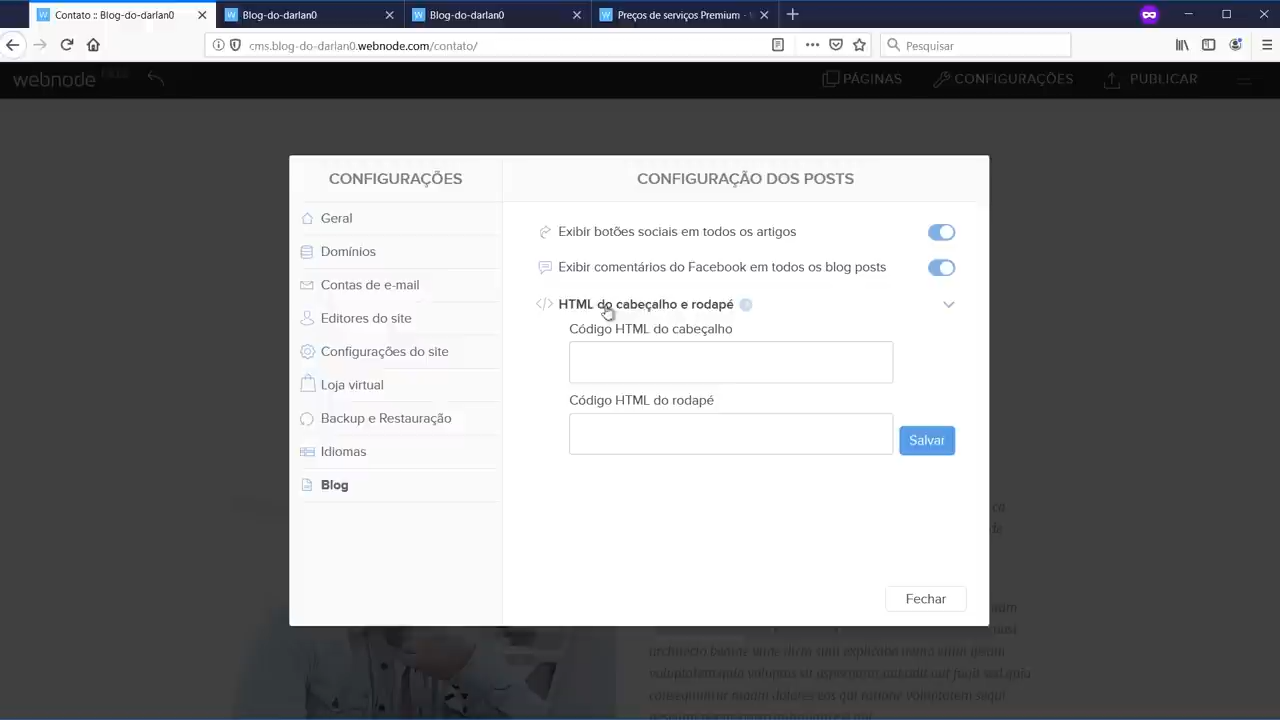 Contato :: Blog-do-darlan0
Blog-do-darlan0
Blog-do-darlan0
Preços de serviços Premium -
cms.blog-do-darlan0.webnode.com/contato/
Pesquisar
webnode
PÁGINAS
CONFIGURAÇÕES
PUBLICAR
CONFIGURAÇÕES
Geral
Domínios
Contas de e-mail
Editores do site
Configurações do site
Loja virtual
Backup e Restauração
Idiomas
Blog
CONFIGURAÇÃO DOS POSTS
Exibir botões sociais em todos os artigos
Exibir comentários do Facebook em todos os blog posts
HTML do cabeçalho e rodapé
Código HTML do cabeçalho
Código HTML do rodapé
Salvar
Fechar